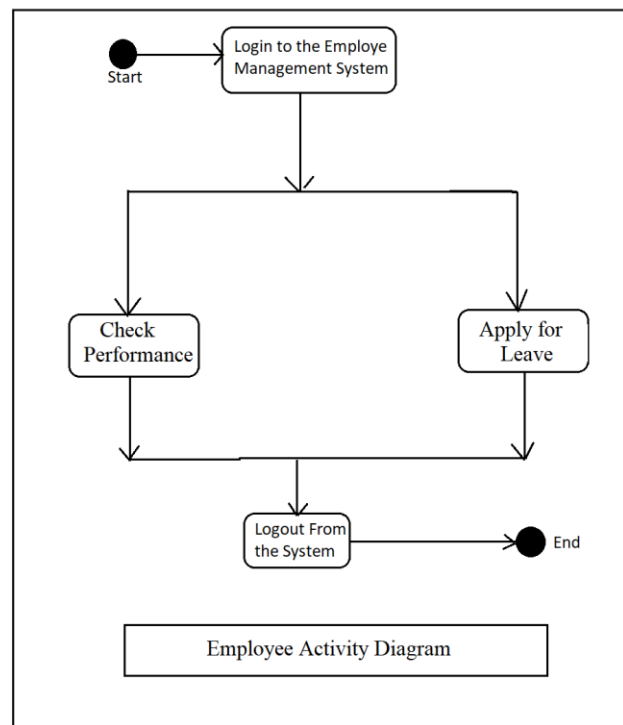 Login to the Employe
Management System
Start
Check
Performance
Apply for
Leave
Logout From
the System
End
Employee Activity Diagram